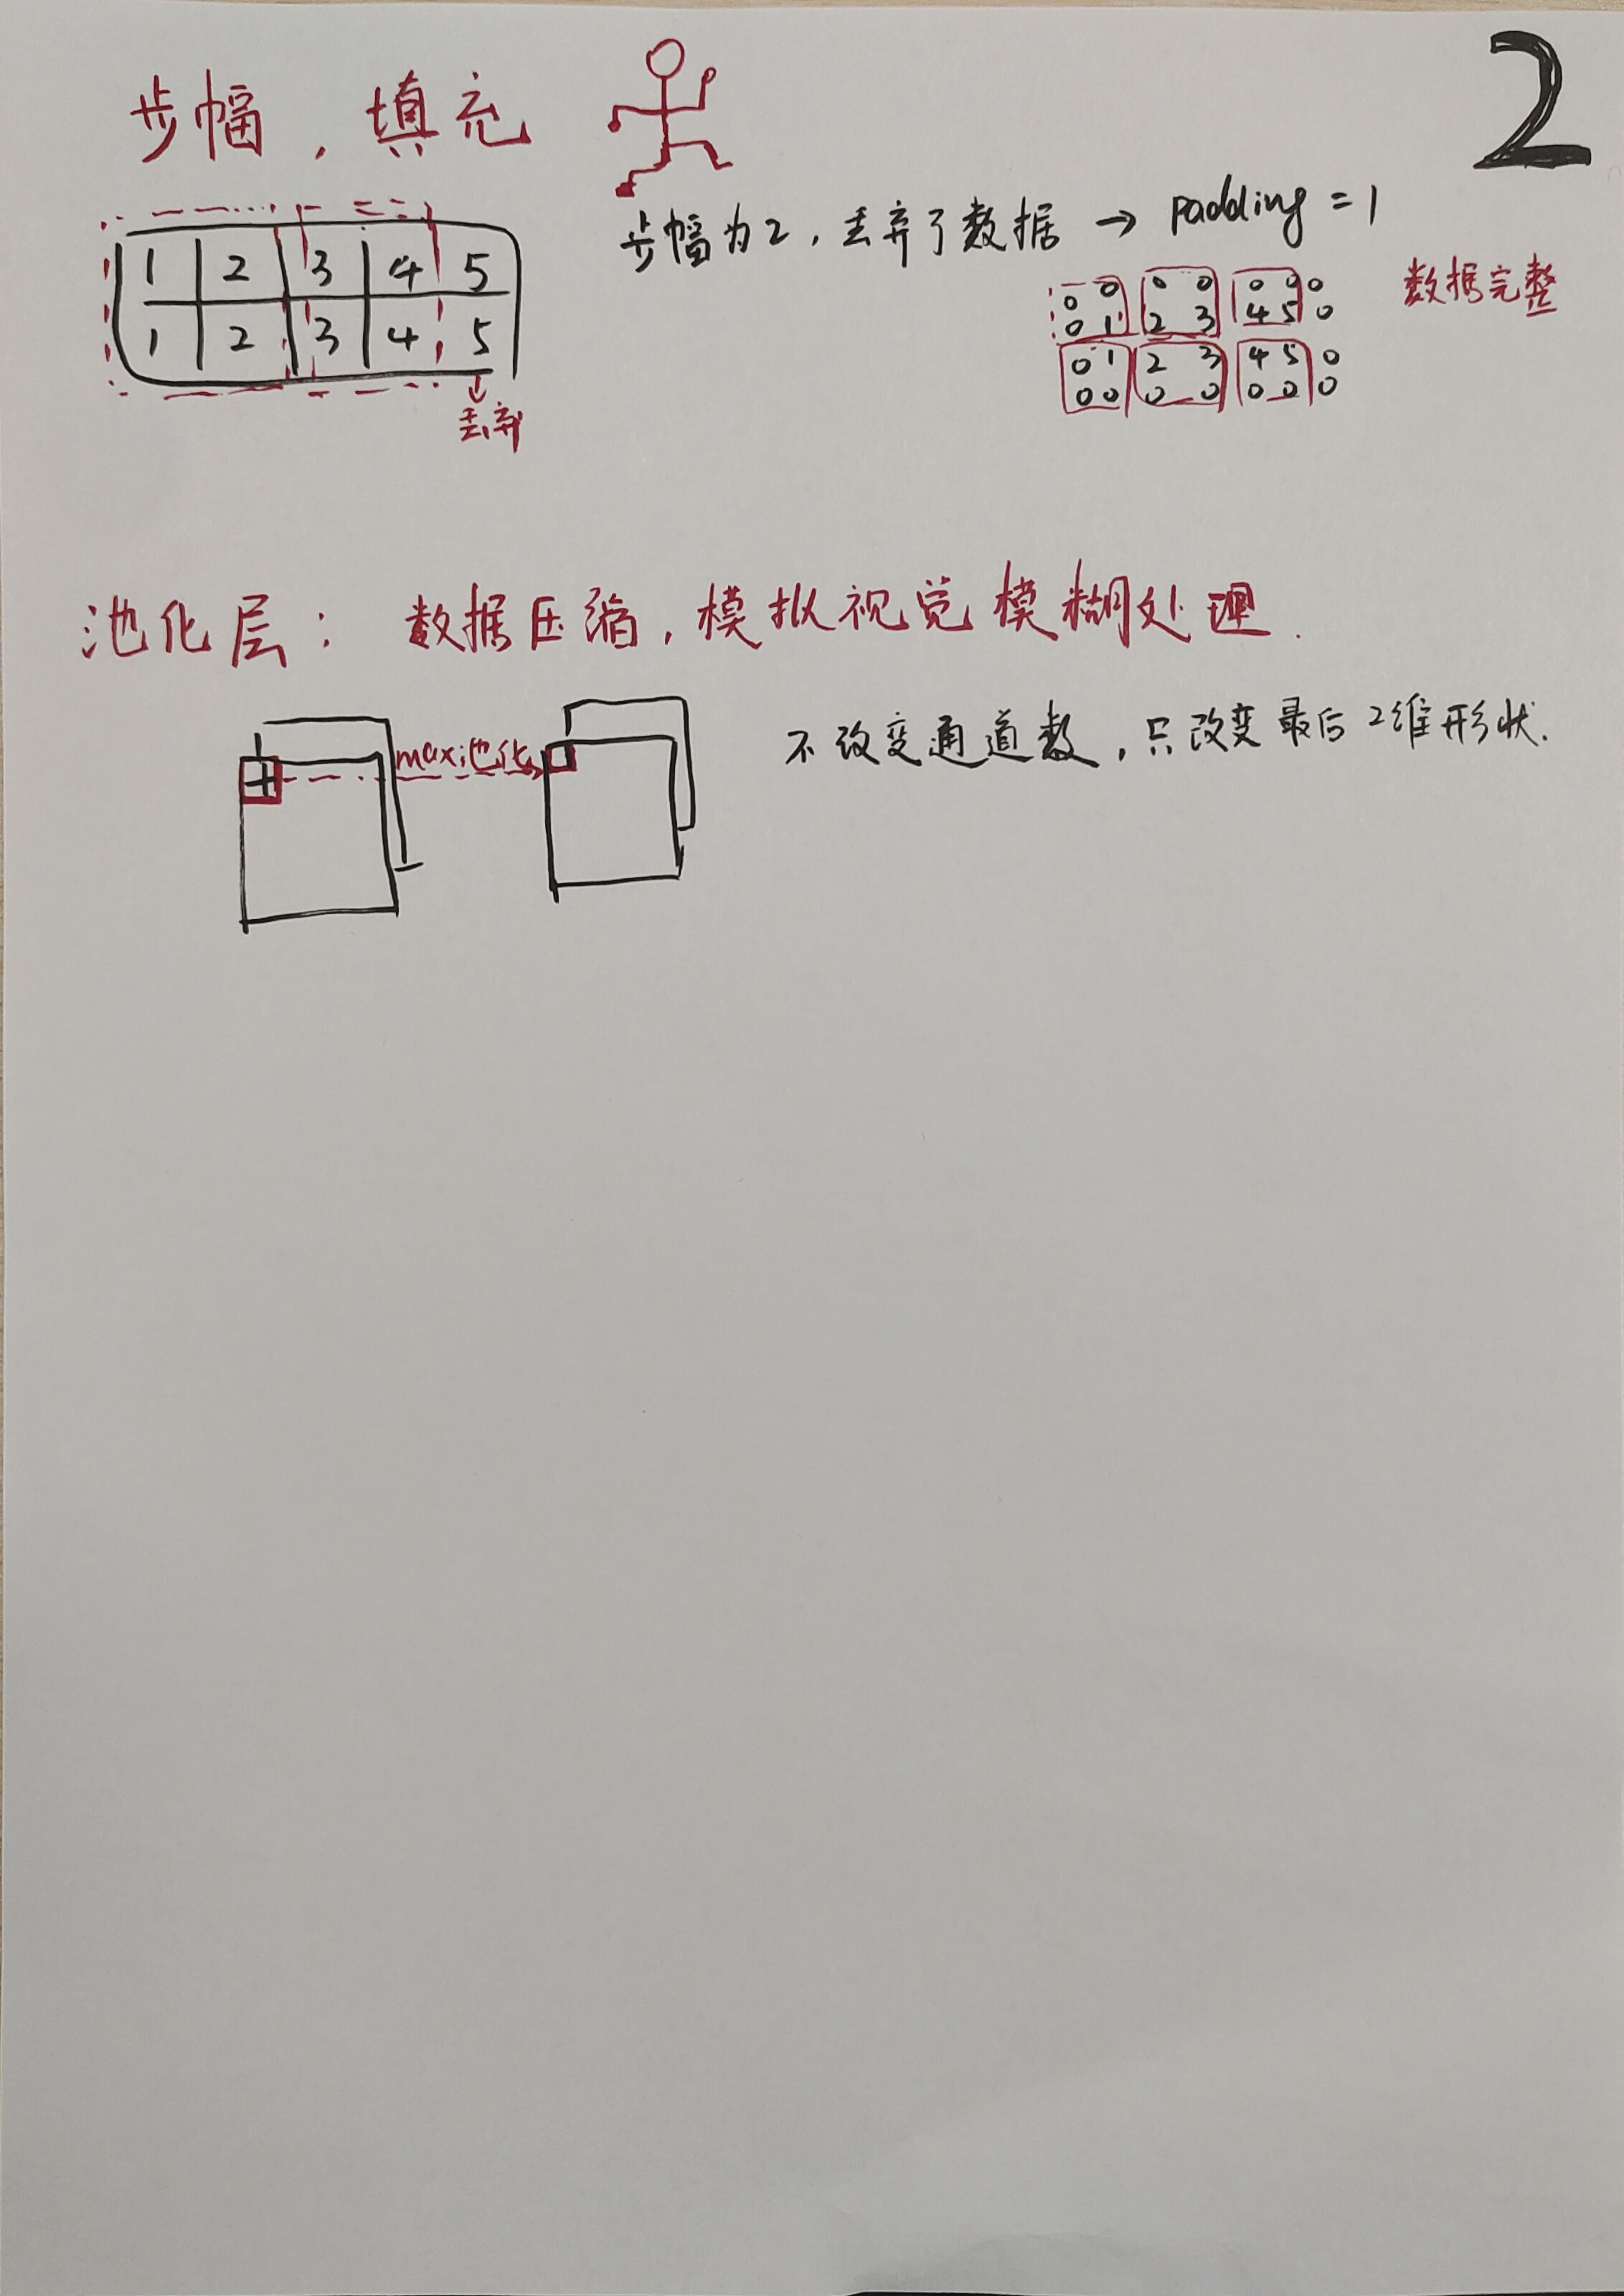 2
步幅，填充
步幅为2，丢弃了数据 → padding = 1
1 2 3 4 5
1 2 3 4 5
丢弃
0 0 0 0 0 0 0
0 1 2 3 4 5 0
0 1 2 3 4 5 0
0 0 0 0 0 0 0
数据完整
池化层：数据压缩，模拟视觉模糊处理.
max池化
不改变通道数，只改变最后2维形状.